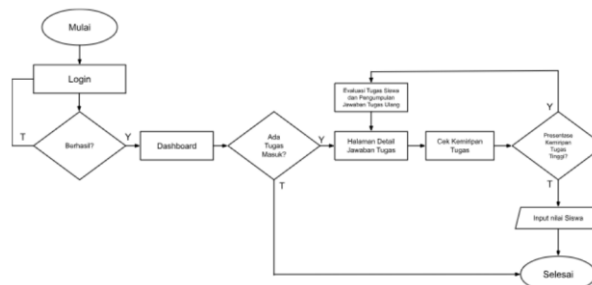 Mulai
Login
T
Berhasil?
Y
Dashboard
Ada
Tugas
Masuk?
Y
T
Evaluasi Tugas Siswa
dan Pengumpulan
Jawaban Tugas Ulang
Halaman Detail
Jawaban Tugas
Cek Kemiripan
Tugas
Y
Presentase
Kemiripan
Tugas
Tinggi?
T
Input nilai Siswa
Selesai